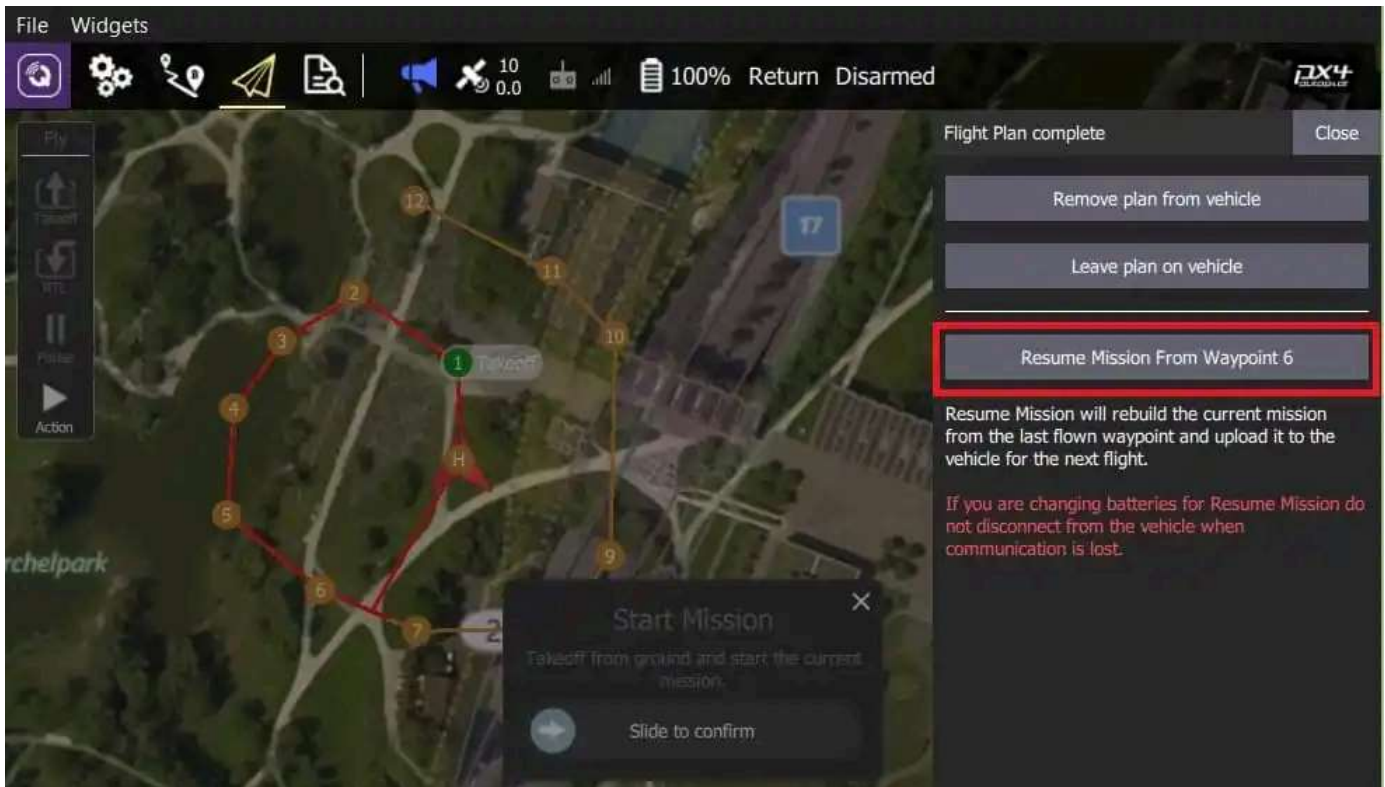 File Widgets
10
0.0
100% Return Disarmed
PX4
AUTOPILOT
Fly
Takeoff
RTL
Pause
Action
Flight Plan complete
Close
Remove plan from vehicle
Leave plan on vehicle
Resume Mission From Waypoint 6
Resume Mission will rebuild the current mission
from the last flown waypoint and upload it to the
vehicle for the next flight.
If you are changing batteries for Resume Mission do
not disconnect from the vehicle when
communication is lost.
12
17
11
2
3
10
1 Takeoff
4
H
5
9
rchelpark
6
7
2
Start Mission
Takeoff from ground and start the current
mission.
Slide to confirm